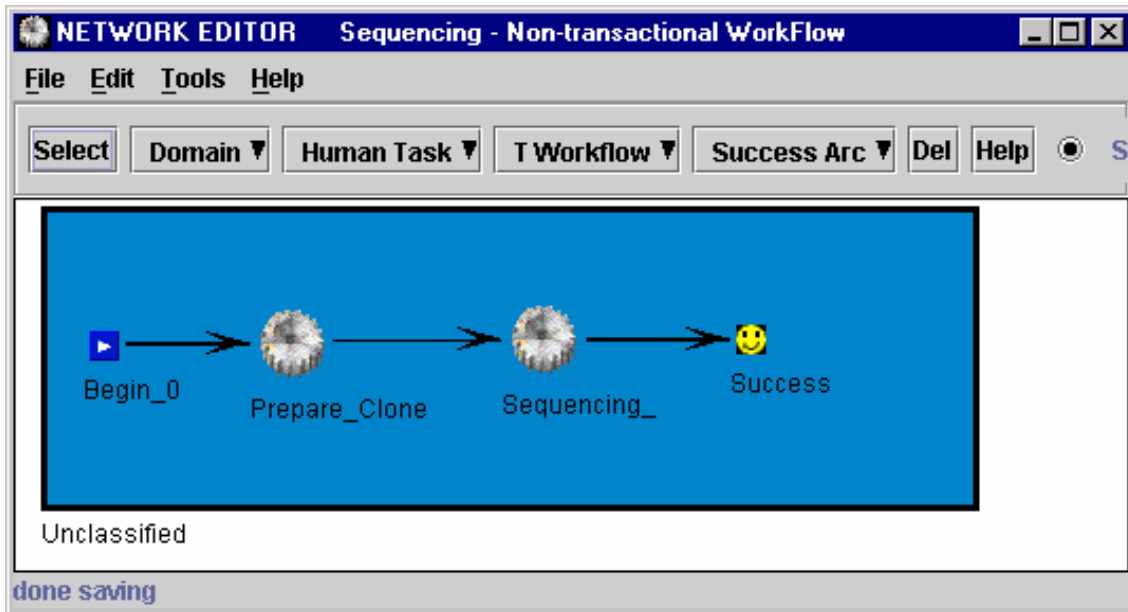 NETWORK EDITOR Sequencing - Non-transactional WorkFlow
File Edit Tools Help
Select Domain Human Task T Workflow Success Arc Del Help S
Begin_0 Prepare_Clone Sequencing_ Success
Unclassified
done saving